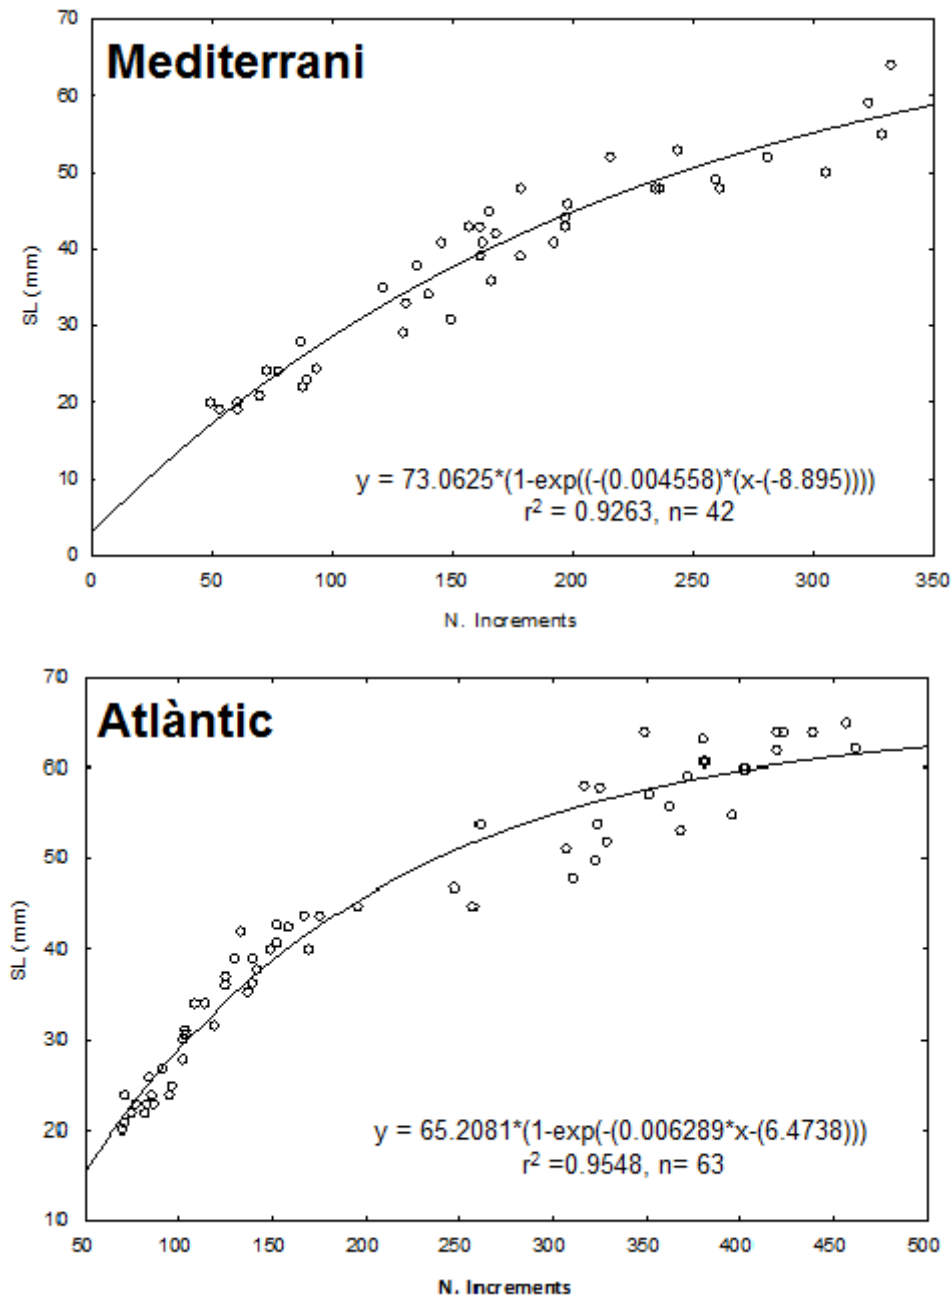 Mediterrani
70
60
50
40
30
20
10
0
SL (mm)
y = 73.0625*(1-exp((-(0.004558)*(x-(-8.895))))
r² = 0.9263, n= 42
0 50 100 150 200 250 300 350
N. Increments
Atlàntic
70
60
50
40
30
20
10
SL (mm)
y = 65.2081*(1-exp(-(0.006289*x-(6.4738)))
r² =0.9548, n= 63
50 100 150 200 250 300 350 400 450 500
N. Increments